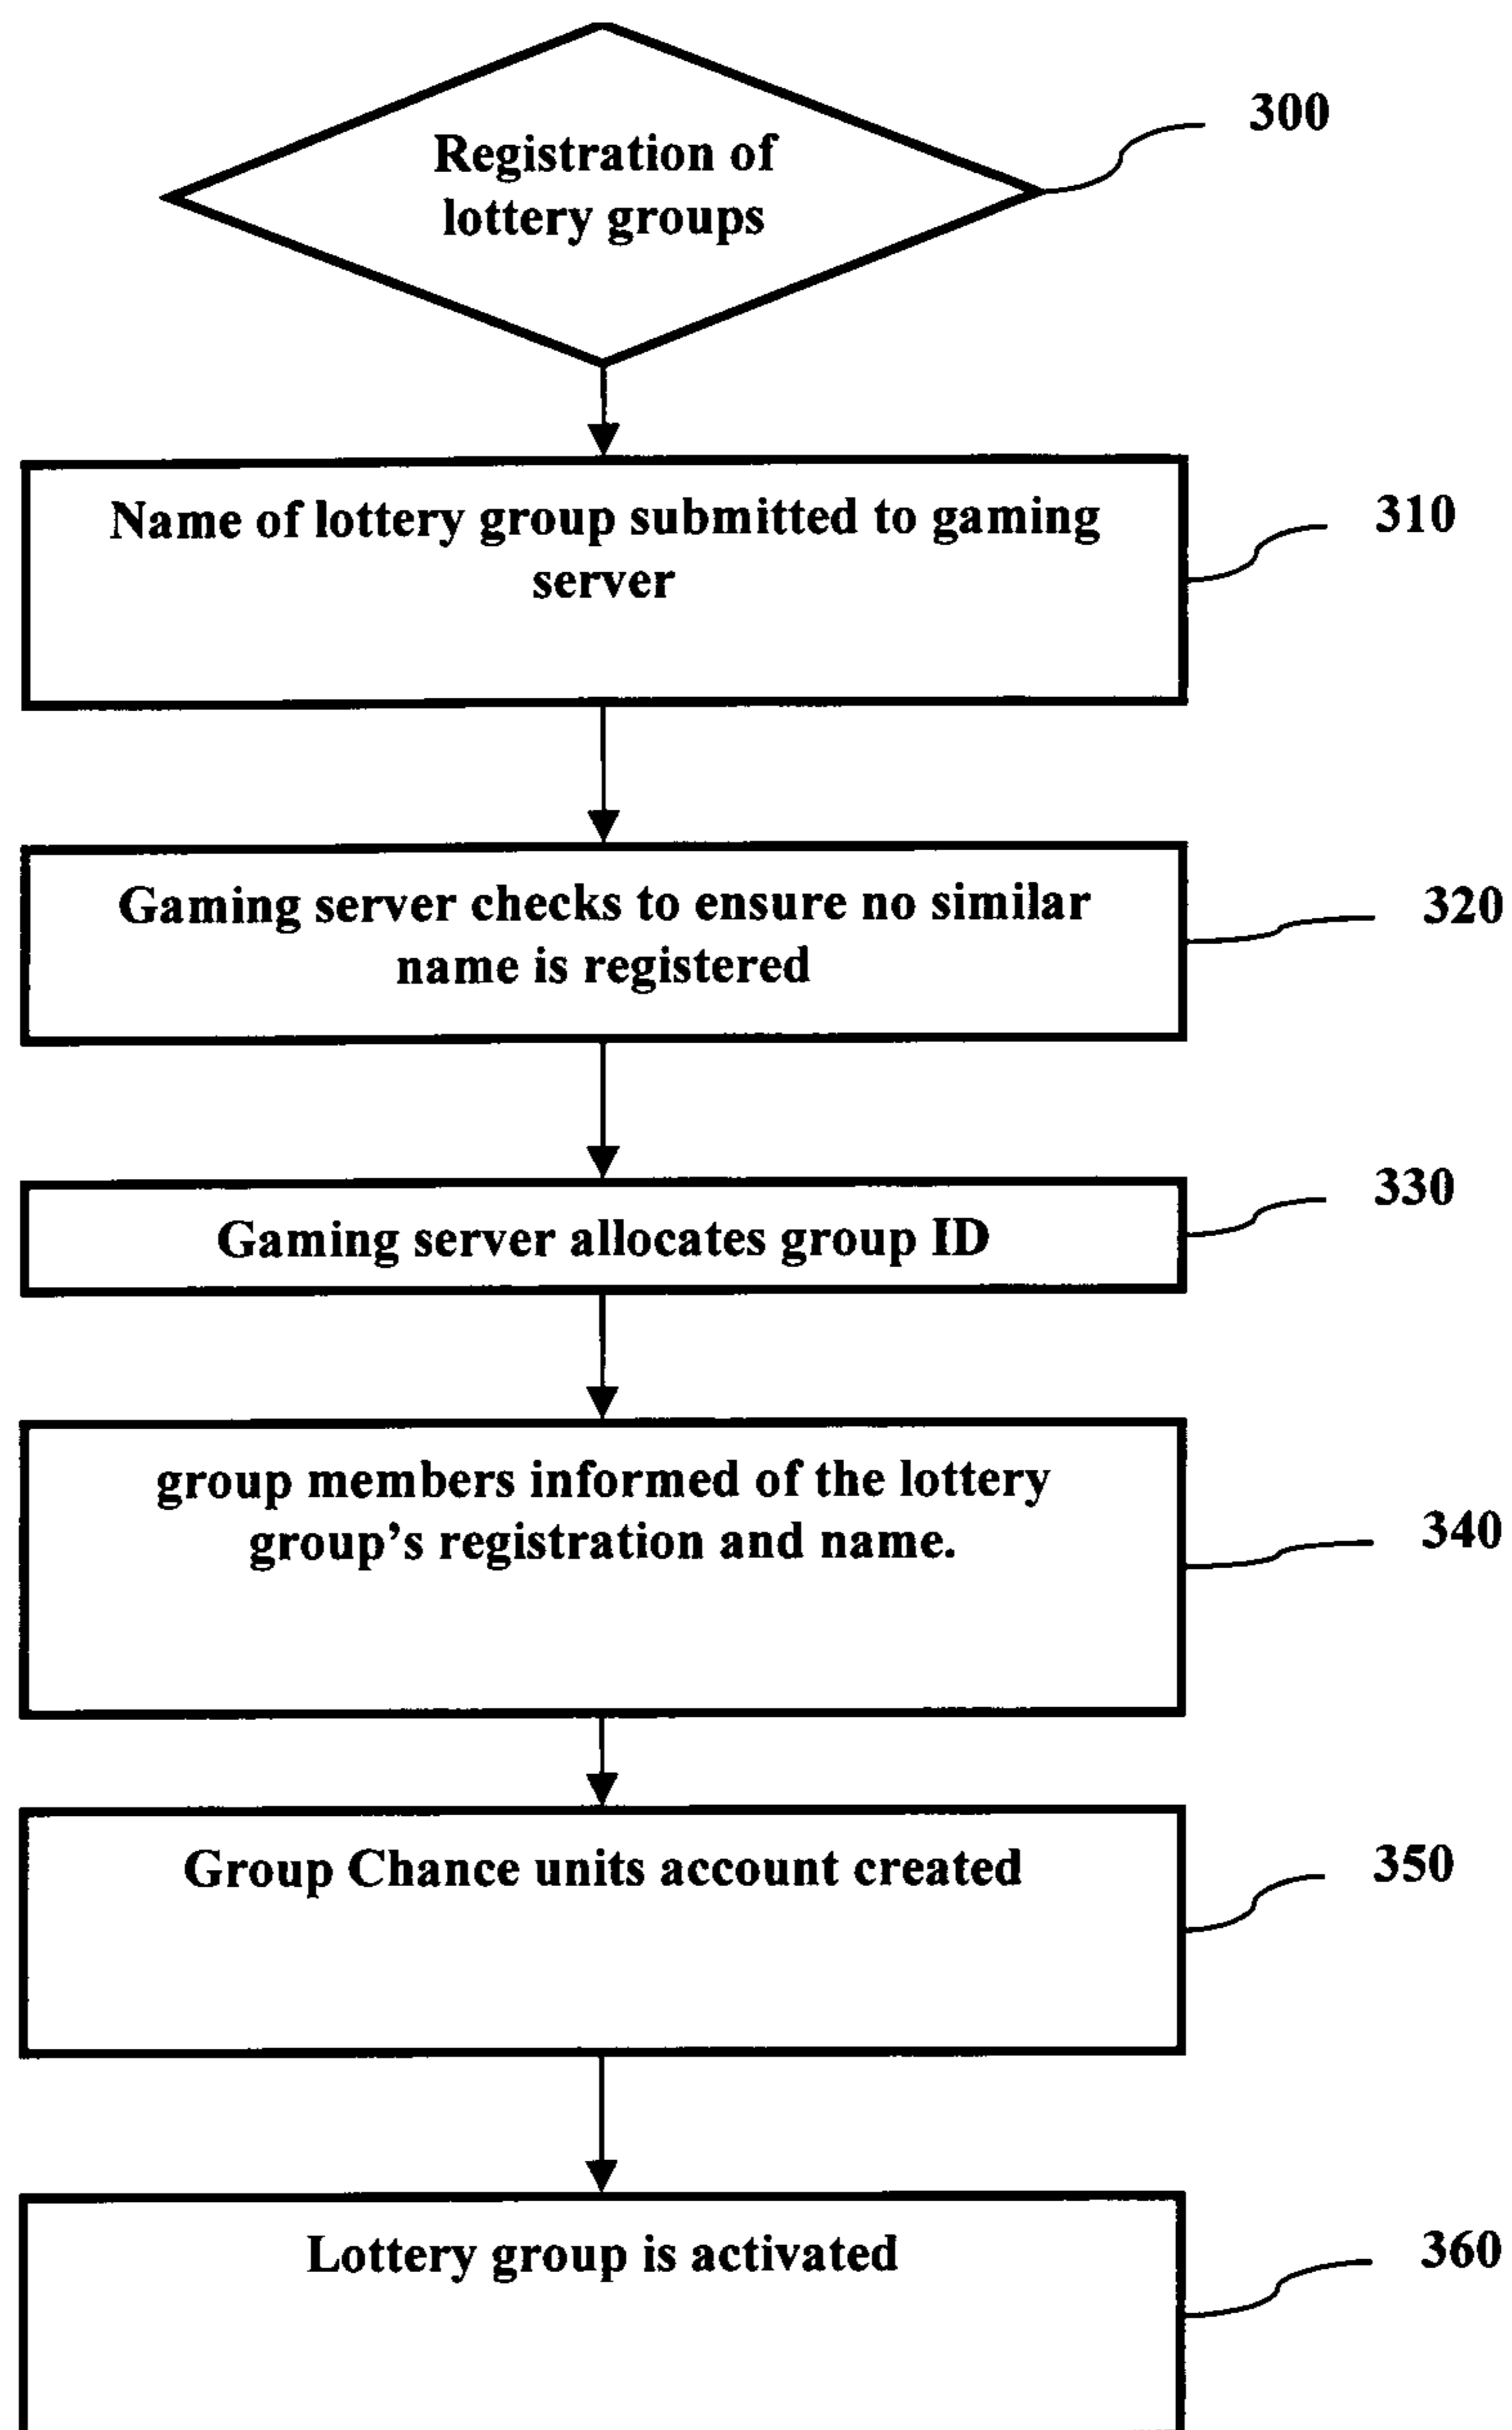 Registration of
lottery groups
300
Name of lottery group submitted to gaming
server
310
Gaming server checks to ensure no similar
name is registered
320
Gaming server allocates group ID
330
group members informed of the lottery
group's registration and name.
340
Group Chance units account created
350
Lottery group is activated
360